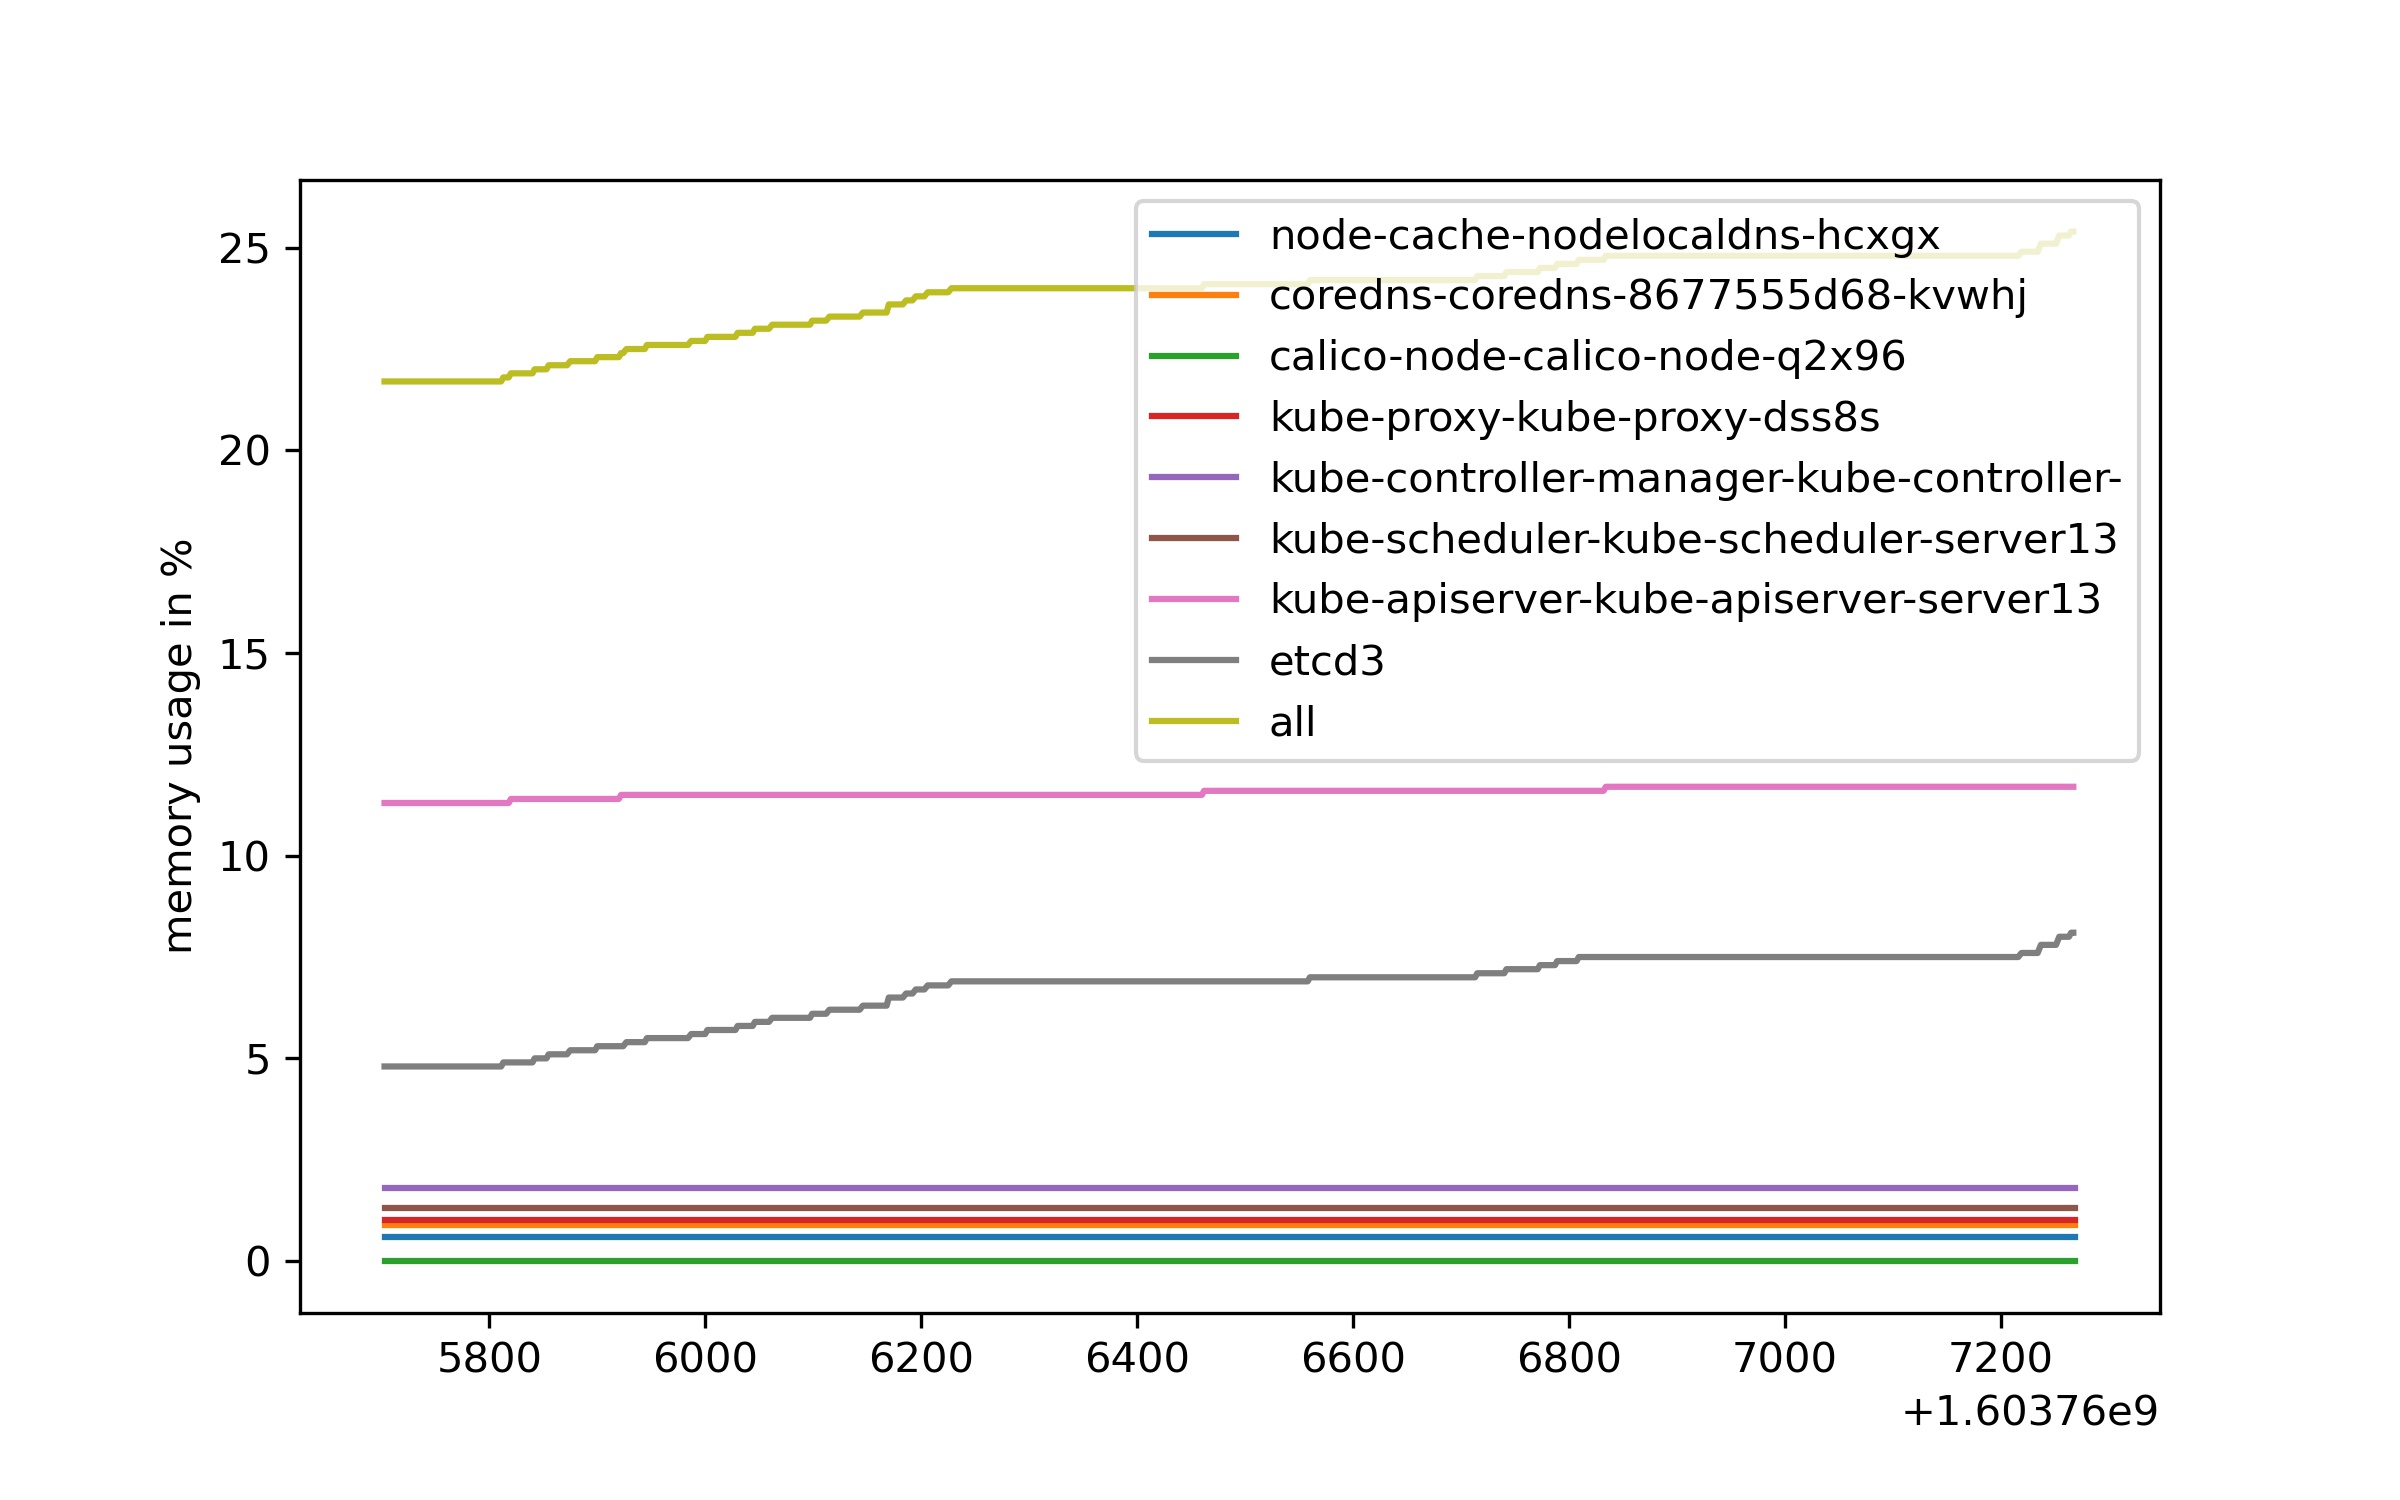 25
20
15
10
5
0
memory usage in %
node-cache-nodelocaldns-hcxgx
coredns-coredns-8677555d68-kvwhj
calico-node-calico-node-q2x96
kube-proxy-kube-proxy-dss8s
kube-controller-manager-kube-controller-
kube-scheduler-kube-scheduler-server13
kube-apiserver-kube-apiserver-server13
etcd3
all
5800 6000 6200 6400 6600 6800 7000 7200
+1.60376e9